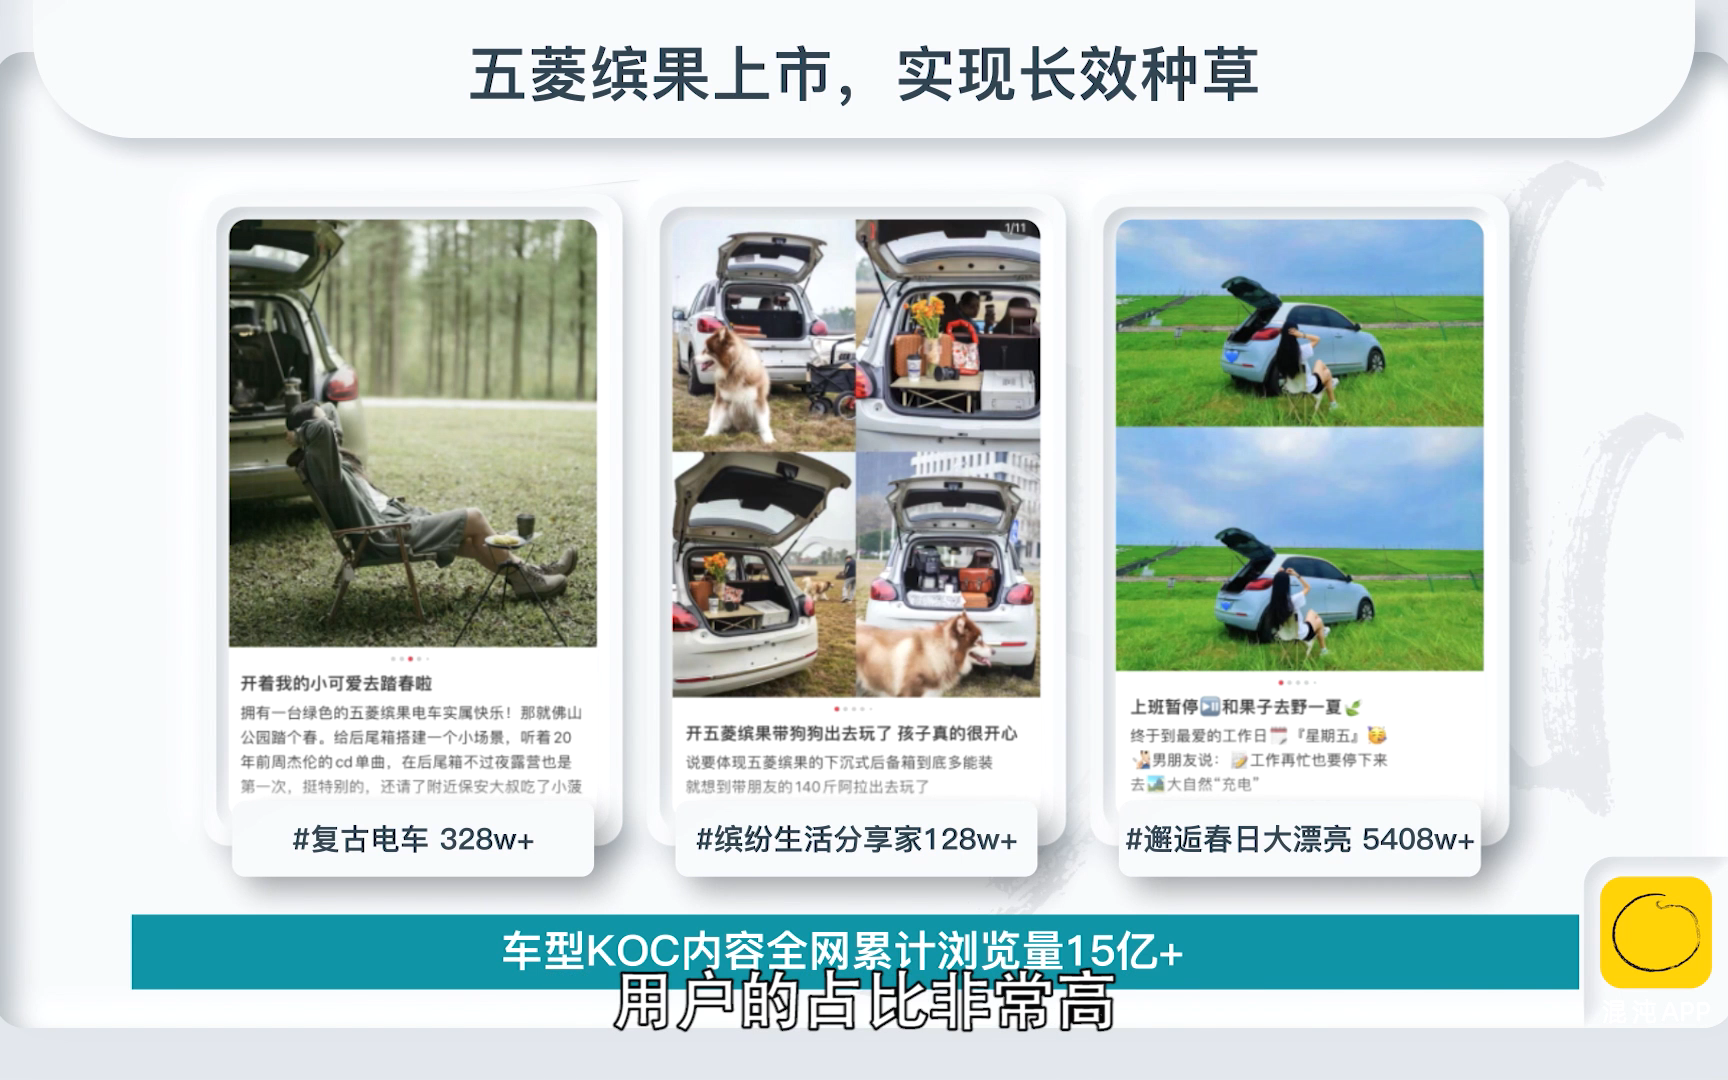 五菱缤果上市，实现长效种草
开着我的小可爱去踏春啦
拥有一台绿色的五菱缤果电车实属快乐！那就佛山
公园踏个春。给后尾箱搭建一个小场景，听着20
年前周杰伦的cd单曲，在后尾箱不过夜露营也是
第一次，挺特别的，还请了附近保安大叔吃了小菠
#复古电车 328w+
1/11
开五菱缤果带狗狗出去玩了 孩子真的很开心
说要体现五菱缤果的下沉式后备箱到底多能装
就想到带朋友的140斤阿拉出去玩了
#缤纷生活分享家128w+
上班暂停⏯️和果子去野一夏🌿
终于到最爱的工作日🗓️『星期五』🥳
男朋友说：📝工作再忙也要停下来
去🏞️大自然“充电”
#邂逅春日大漂亮 5408w+
车型KOC内容全网累计浏览量15亿+
用户的占比非常高
混沌APP